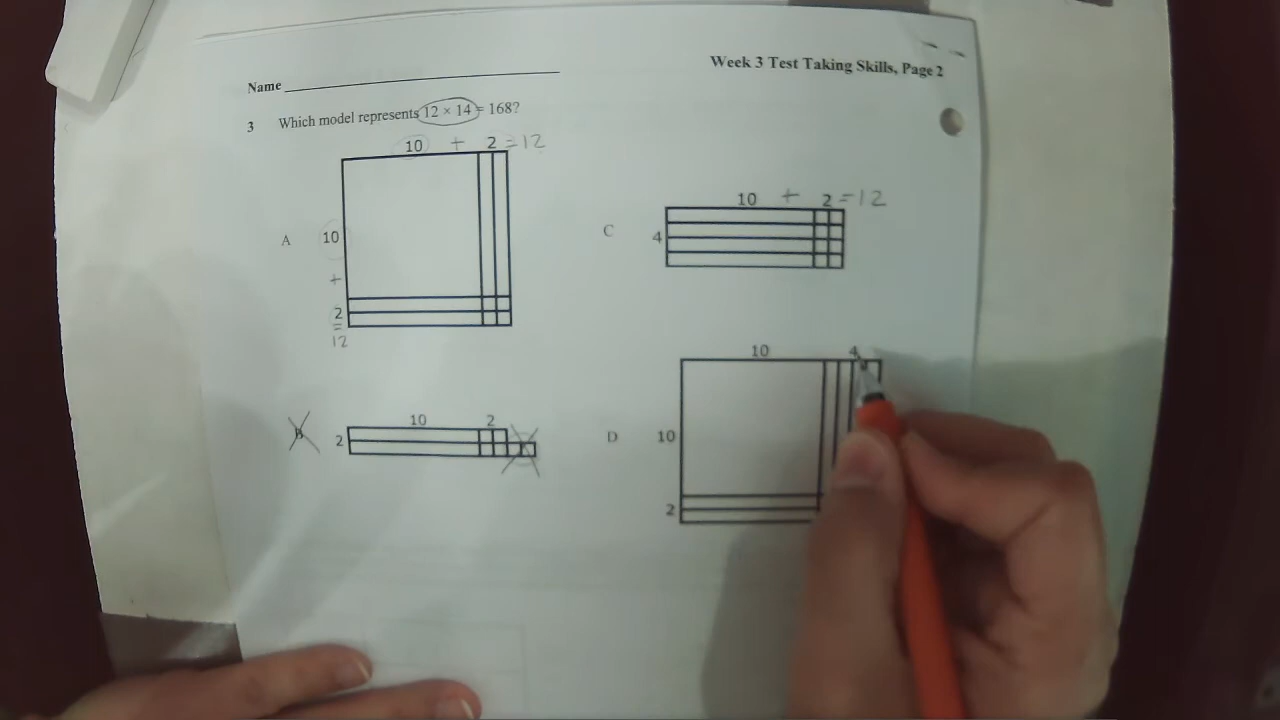 Week 3 Test Taking Skills, Page 2
Name
3 Which model represents 12 × 14 = 168?
10 + 2 = 12
A 10
+
2
=
12
10 + 2 = 12
C 4
B 2
10 2
D 10
2
10 4